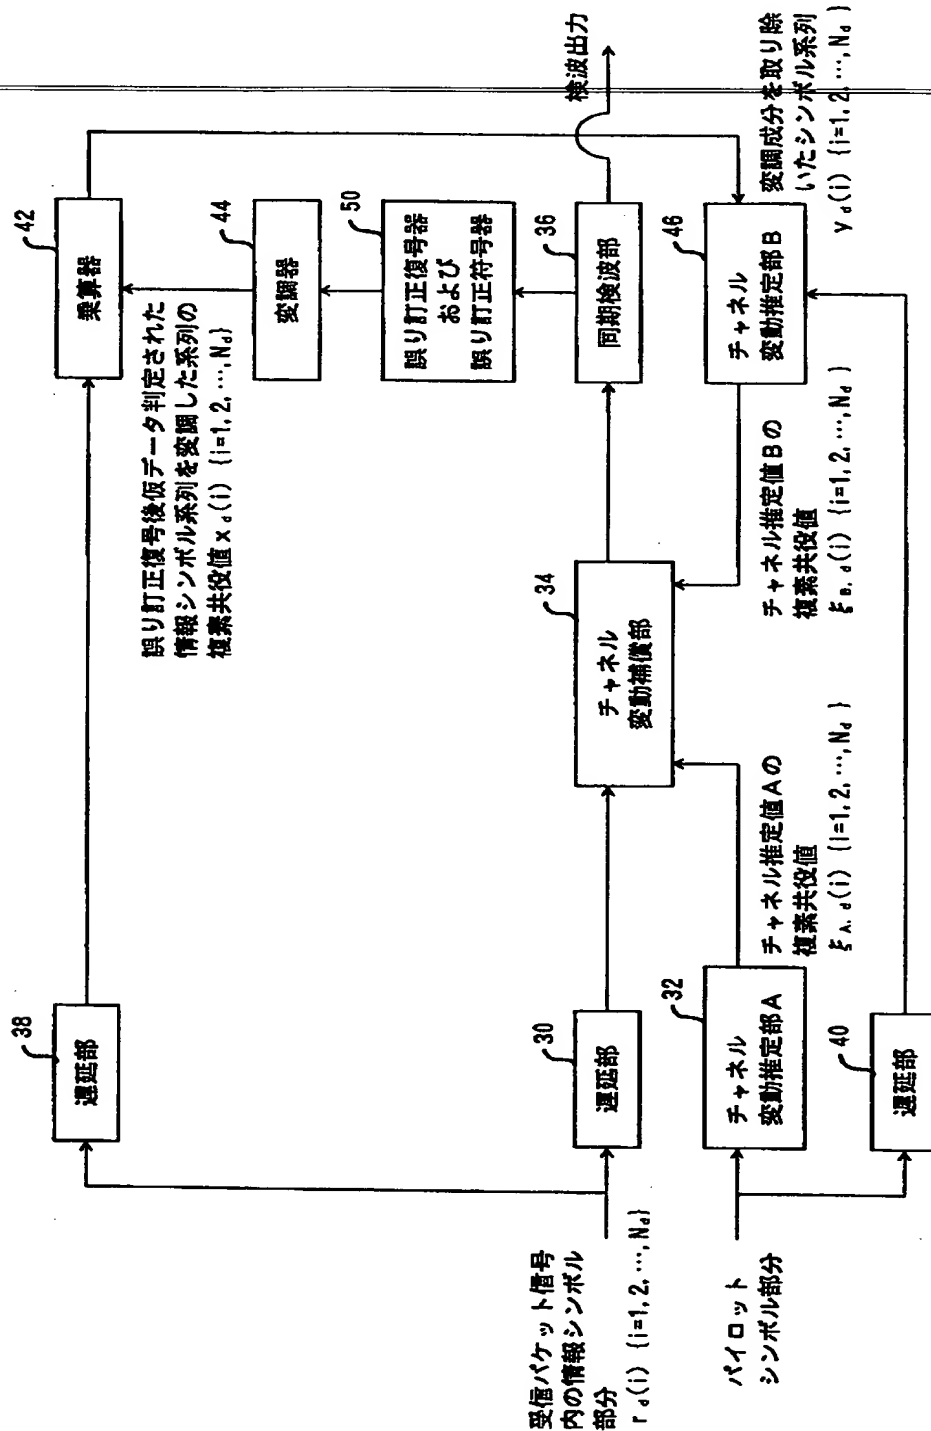 38
遅延部
42
乗算器
誤り訂正復号後仮データ判定された
情報シンボル系列を変調した系列の
複素共役値 x_d(i) {i=1,2,…,N_d}
44
変調器
50
誤り訂正復号器
および
誤り訂正符号器
受信パケット信号
内の情報シンボル
部分
r_d(i) {i=1,2,…,N_d}
30
遅延部
34
チャネル
変動補償部
36
同期検波部
検波出力
パイロット
シンボル部分
32
チャネル
変動推定部A
チャネル推定値Aの
複素共役値
ξ_A,d(i) {i=1,2,…,N_d}
チャネル推定値Bの
複素共役値
ξ_B,d(i) {i=1,2,…,N_d}
46
チャネル
変動推定部B
変調成分を取り除
いたシンボル系列
y_d(i) {i=1,2,…,N_d}
40
遅延部